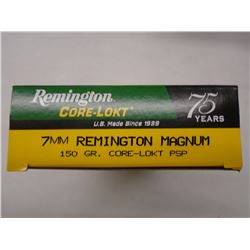 Remington
CORE-LOKT
75
YEARS
U.S. Made Since 1939
7MM REMINGTON MAGNUM
150 GR. CORE-LOKT PSP